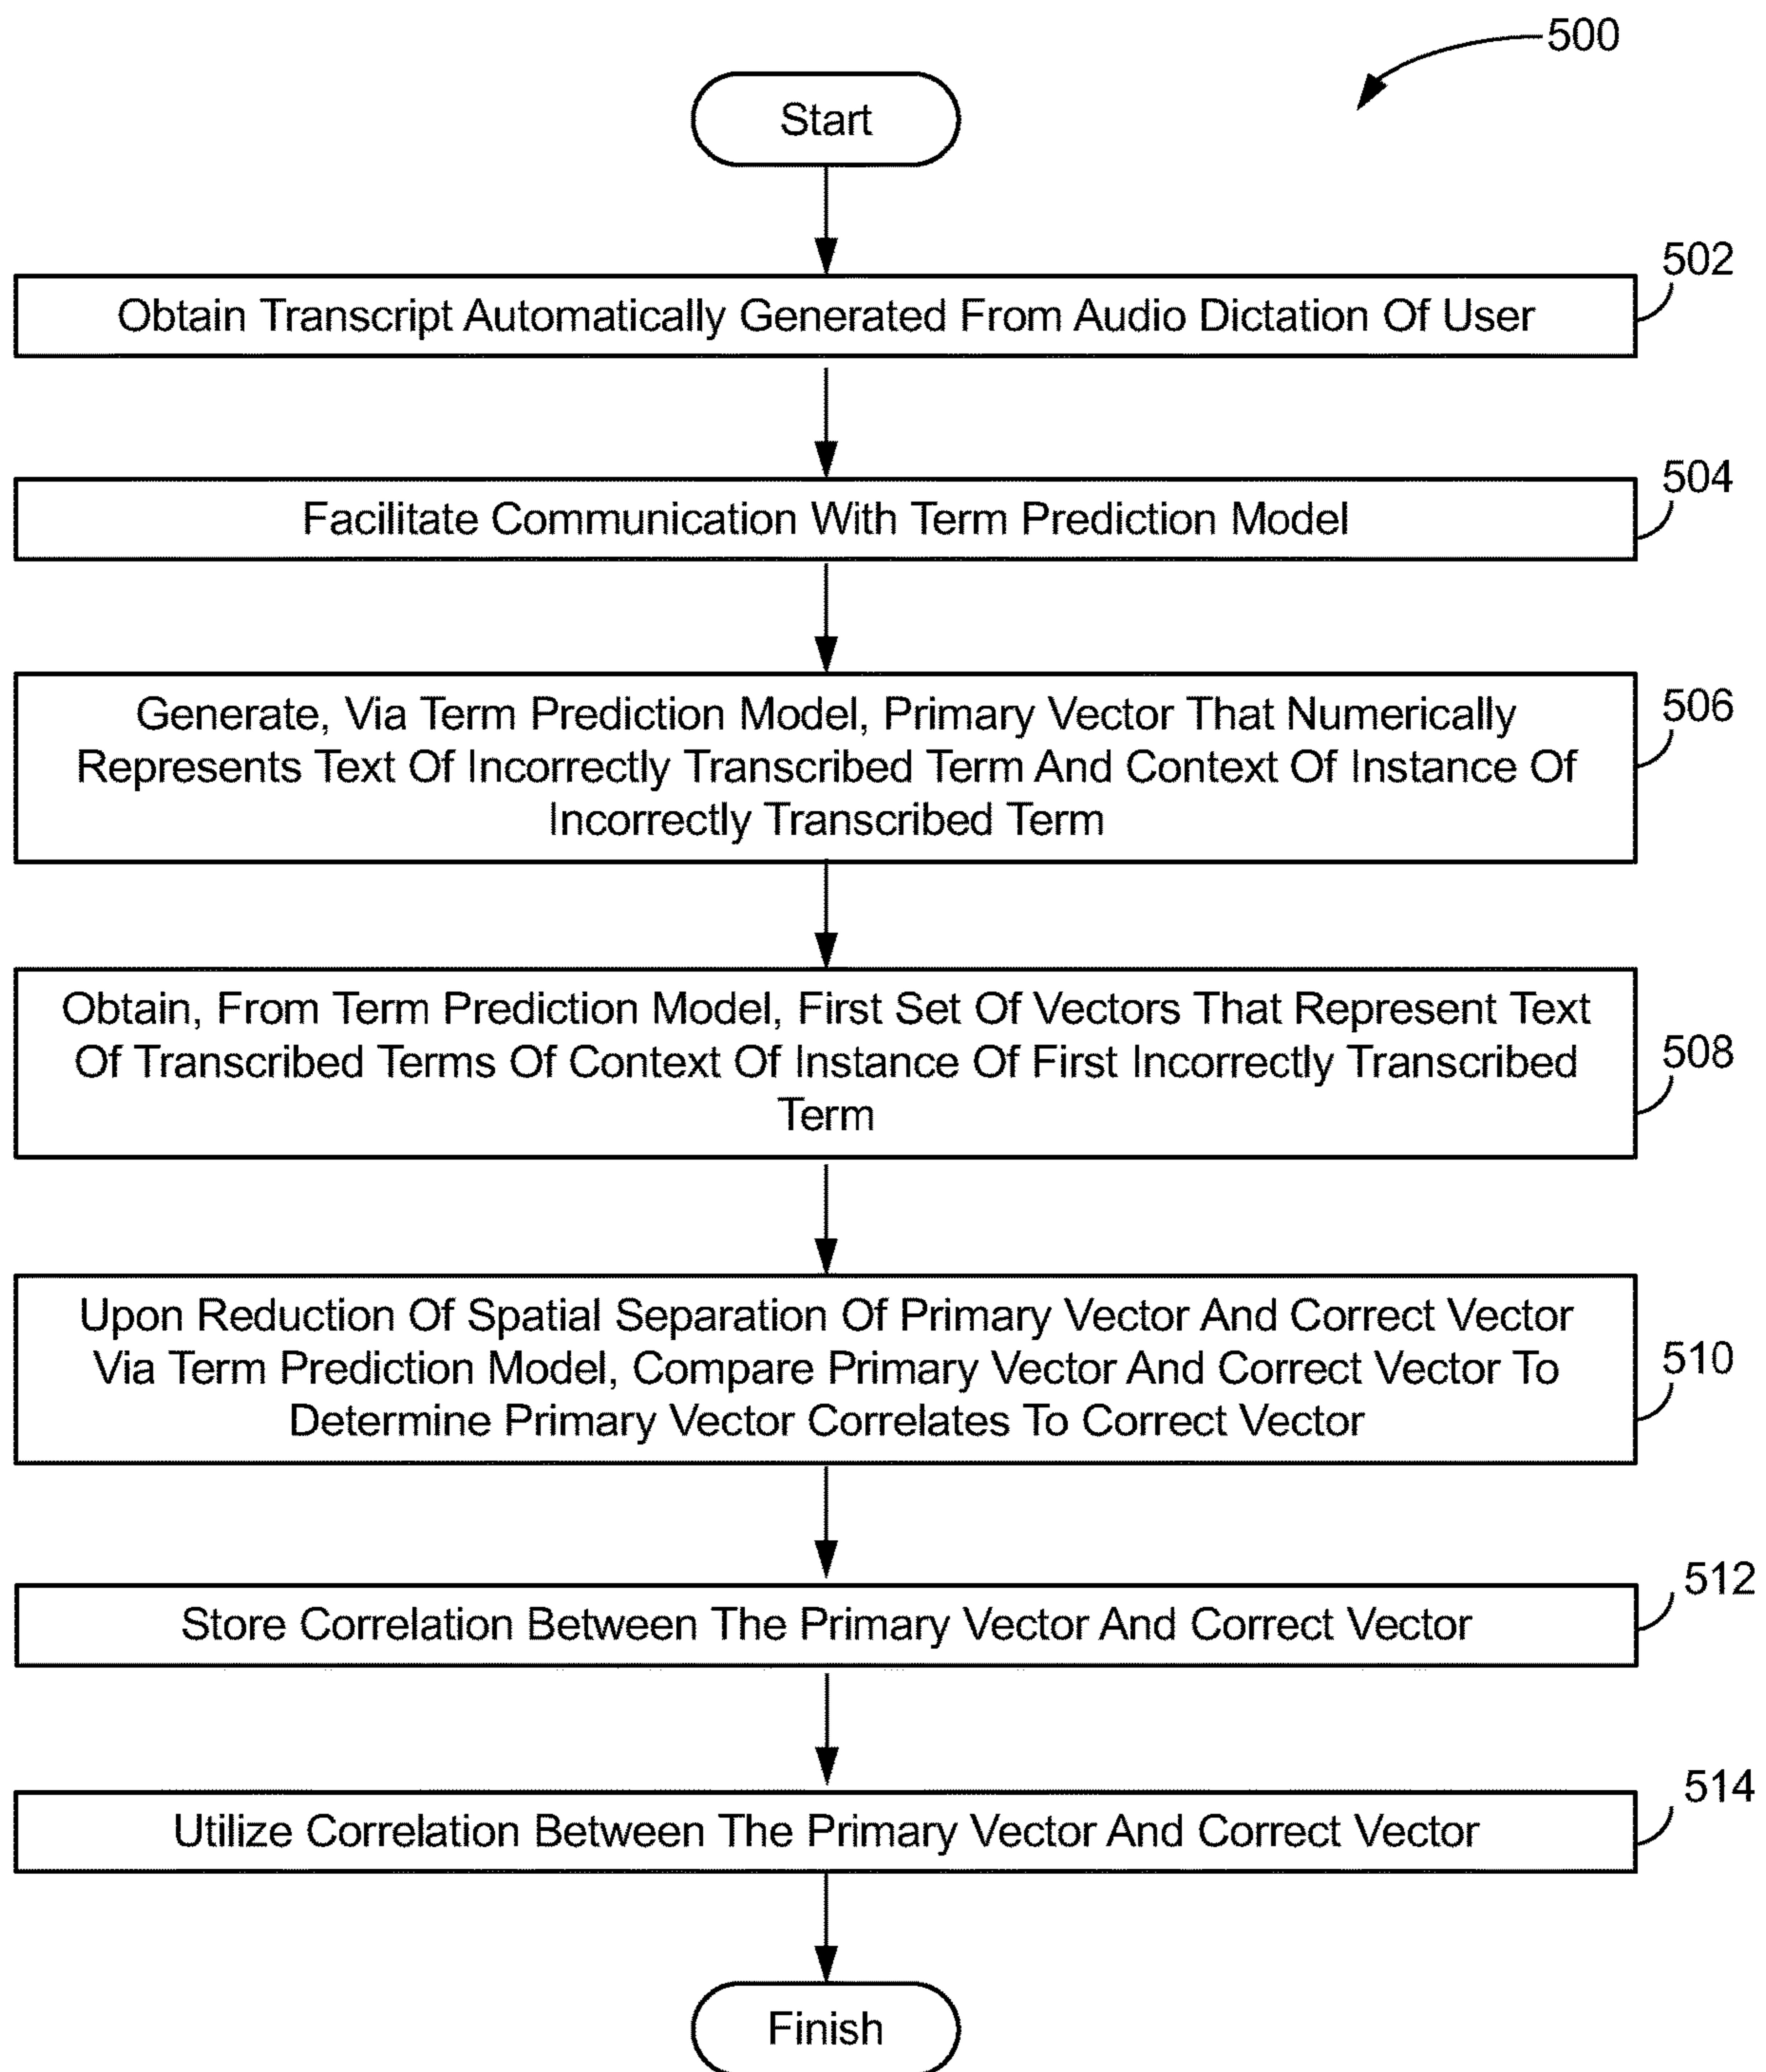 500
Start
502
Obtain Transcript Automatically Generated From Audio Dictation Of User
504
Facilitate Communication With Term Prediction Model
506
Generate, Via Term Prediction Model, Primary Vector That Numerically
Represents Text Of Incorrectly Transcribed Term And Context Of Instance Of
Incorrectly Transcribed Term
508
Obtain, From Term Prediction Model, First Set Of Vectors That Represent Text
Of Transcribed Terms Of Context Of Instance Of First Incorrectly Transcribed
Term
510
Upon Reduction Of Spatial Separation Of Primary Vector And Correct Vector
Via Term Prediction Model, Compare Primary Vector And Correct Vector To
Determine Primary Vector Correlates To Correct Vector
512
Store Correlation Between The Primary Vector And Correct Vector
514
Utilize Correlation Between The Primary Vector And Correct Vector
Finish